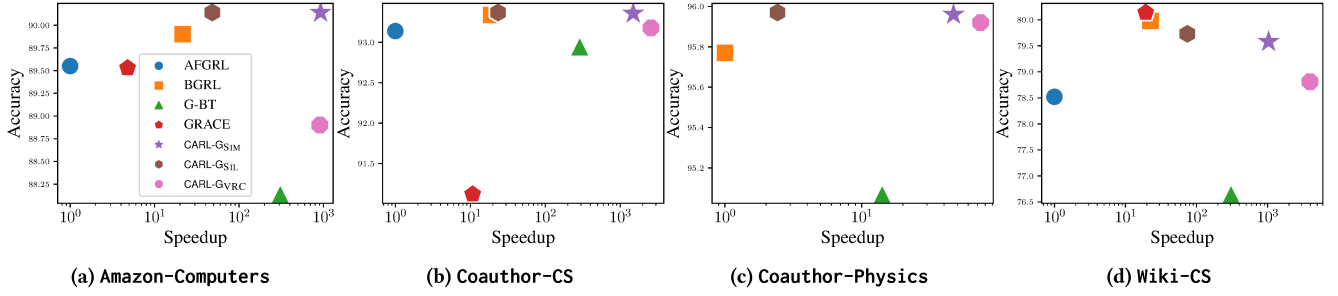 90.00
89.75
89.50
89.25
89.00
88.75
88.50
88.25
Accuracy
10^0
10^1
10^2
10^3
Speedup
AFGRL
BGRL
G-BT
GRACE
CARL-G_SIM
CARL-G_SIL
CARL-G_VRC
(a) Amazon-Computers
93.0
92.5
92.0
91.5
Accuracy
10^0
10^1
10^2
10^3
Speedup
(b) Coauthor-CS
96.0
95.8
95.6
95.4
95.2
Accuracy
10^0
10^1
Speedup
(c) Coauthor-Physics
80.0
79.5
79.0
78.5
78.0
77.5
77.0
76.5
Accuracy
10^0
10^1
10^2
10^3
Speedup
(d) Wiki-CS